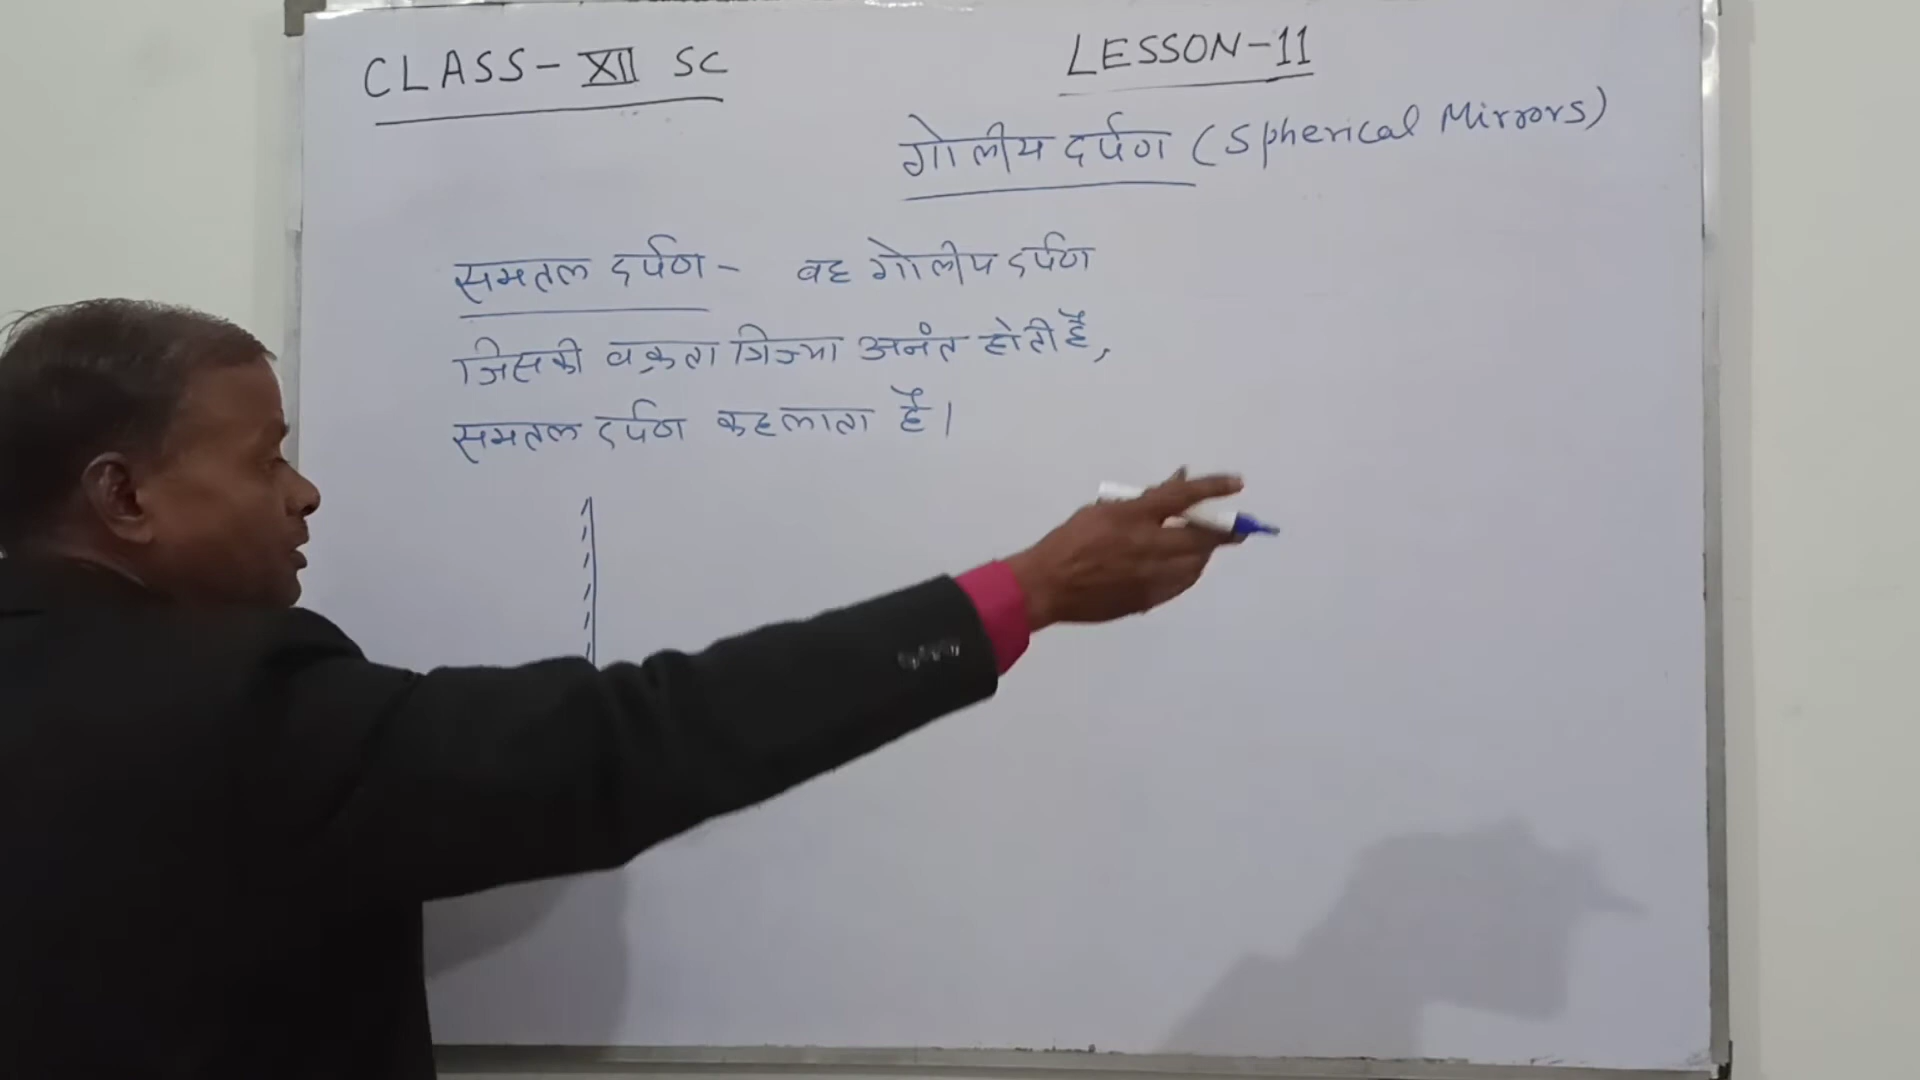 CLASS-XII SC
LESSON-11
गोलीय दर्पण (Spherical Mirrors)
समतल दर्पण- वह गोलीय दर्पण
जिसकी वक्रता त्रिज्या अनंत होती है,
समतल दर्पण कहलाता है।